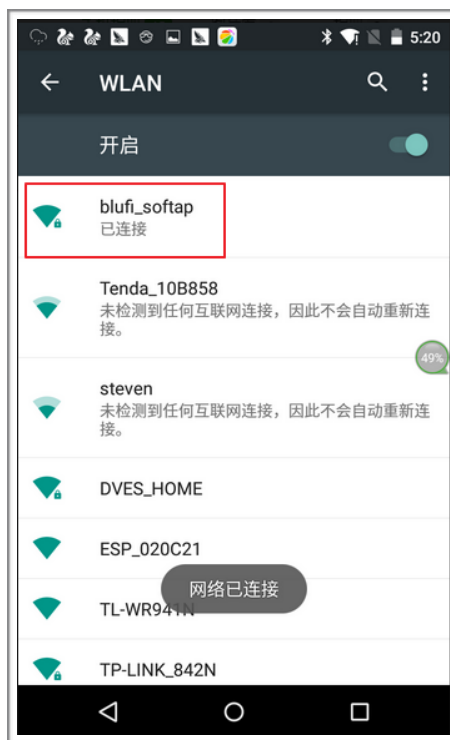 5:20
WLAN
开启
blufi_softap
已连接
Tenda_10B858
未检测到任何互联网连接，因此不会自动重新连
接。
49%
steven
未检测到任何互联网连接，因此不会自动重新连
接。
DVES_HOME
ESP_020C21
网络已连接
TL-WR941N
TP-LINK_842N